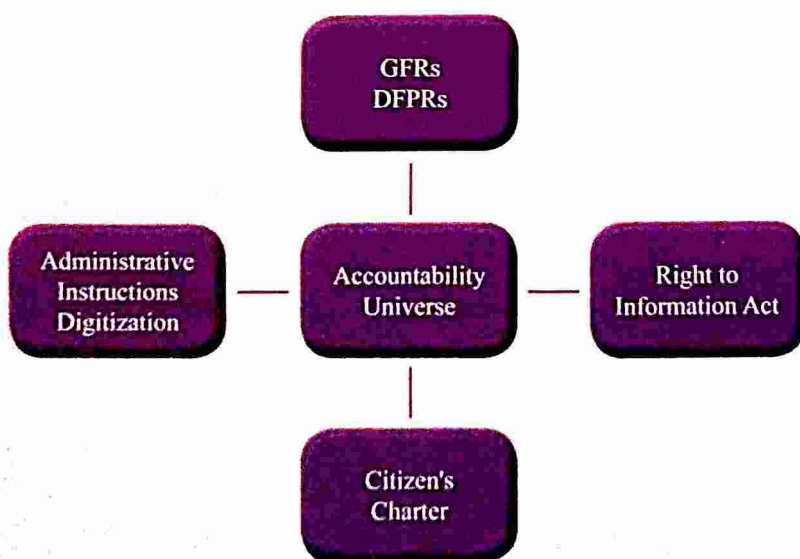 GFRs
DFPRs
Administrative
Instructions
Digitization
Accountability
Universe
Right to
Information Act
Citizen's
Charter